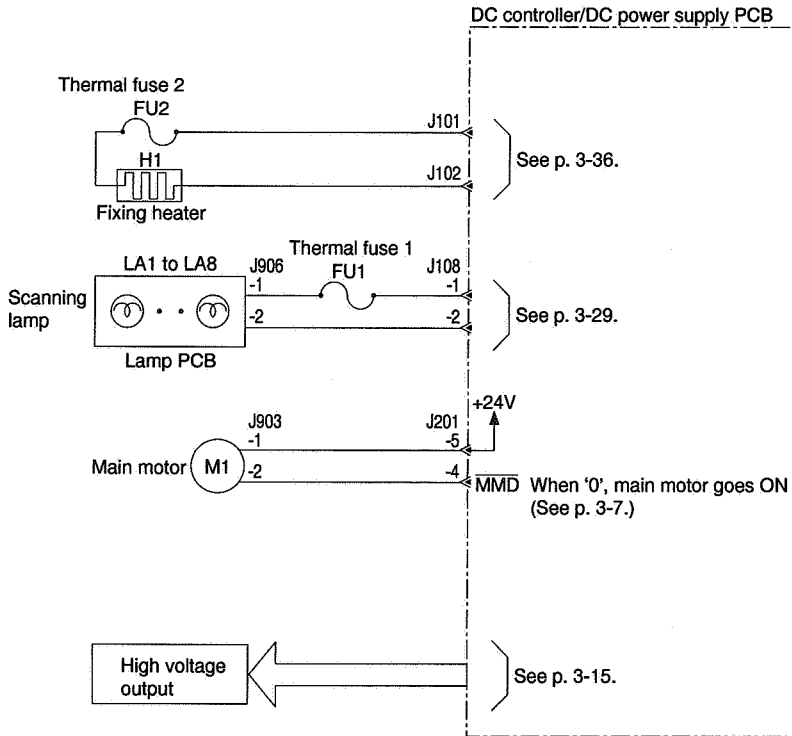 DC controller/DC power supply PCB
Thermal fuse 2
FU2
J101
H1
J102
See p. 3-36.
Fixing heater
Thermal fuse 1
LA1 to LA8
J906
FU1
J108
-1
-1
Scanning
lamp
-2
-2
See p. 3-29.
Lamp PCB
+24V
J903
J201
-1
-5
Main motor
M1
-2
-4
MMD When ‘0’, main motor goes ON
(See p. 3-7.)
High voltage
output
See p. 3-15.